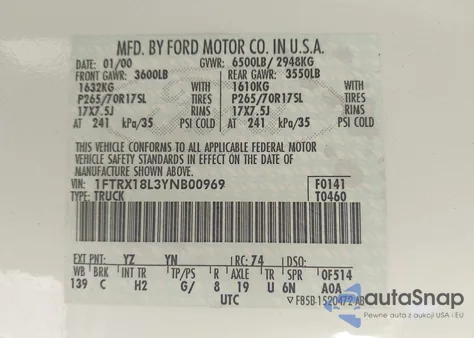 MFD. BY FORD MOTOR CO. IN U.S.A.
DATE: 01/00 GVWR: 6500LB/ 2948KG
FRONT GAWR: 3600LB REAR GAWR: 3550LB
1632KG WITH 1610KG WITH
P265/70R17SL TIRES P265/70R17SL TIRES
17X7.5J RIMS 17X7.5J RIMS
AT 241 kPa/35 PSI COLD AT 241 kPa/35 PSI COLD
THIS VEHICLE CONFORMS TO ALL APPLICABLE FEDERAL MOTOR
VEHICLE SAFETY STANDARDS IN EFFECT ON THE DATE OF
MANUFACTURE SHOWN ABOVE.
VIN: 1FTRX18L3YNB00969 F0141
TYPE: TRUCK T0460
EXT PNT: YZ YN RC: 74 DSO:
WB BRK INT TR TP/PS R AXLE TR SPR 0F514
139 C H2 G/ 8 19 U 6N A0A
UTC F85B-1520472-AB
autoSnap
Pewne auta z aukcji USA i EU